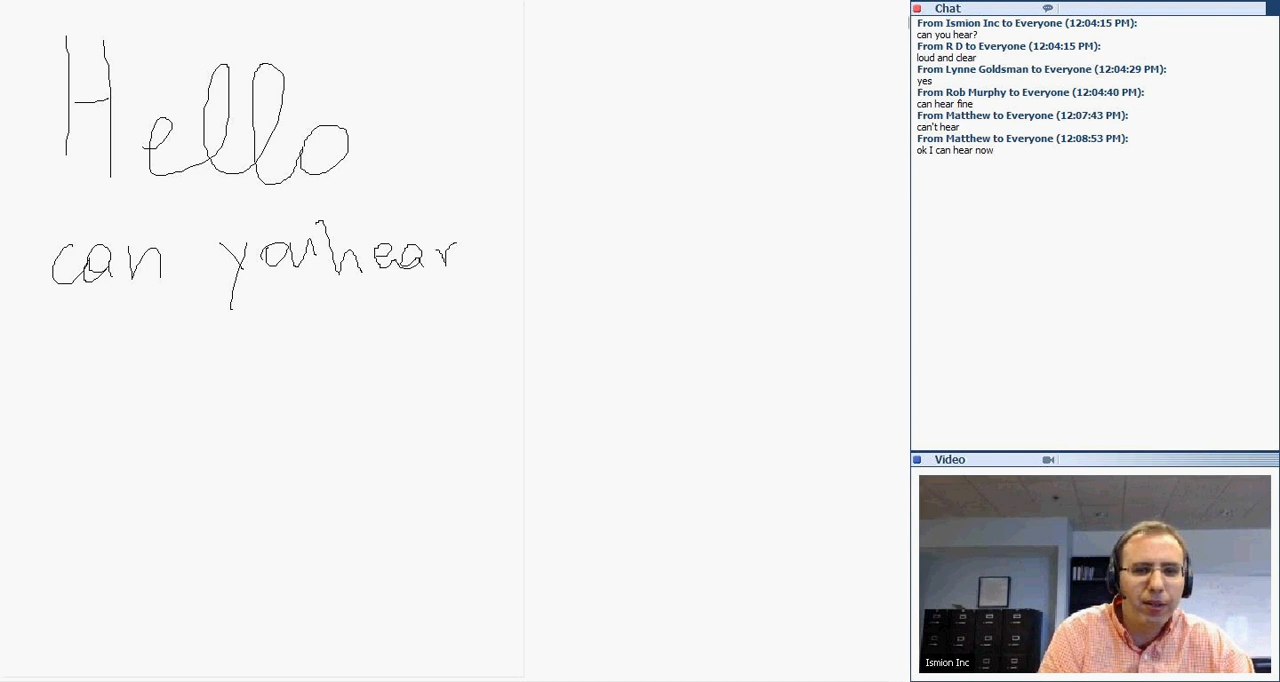 Hello
can you hear
Chat
From Ismion Inc to Everyone (12:04:15 PM):
can you hear?
From R D to Everyone (12:04:15 PM):
loud and clear
From Lynne Goldsman to Everyone (12:04:29 PM):
yes
From Rob Murphy to Everyone (12:04:40 PM):
can hear fine
From Matthew to Everyone (12:07:43 PM):
can't hear
From Matthew to Everyone (12:08:53 PM):
ok I can hear now
Video
Ismion Inc